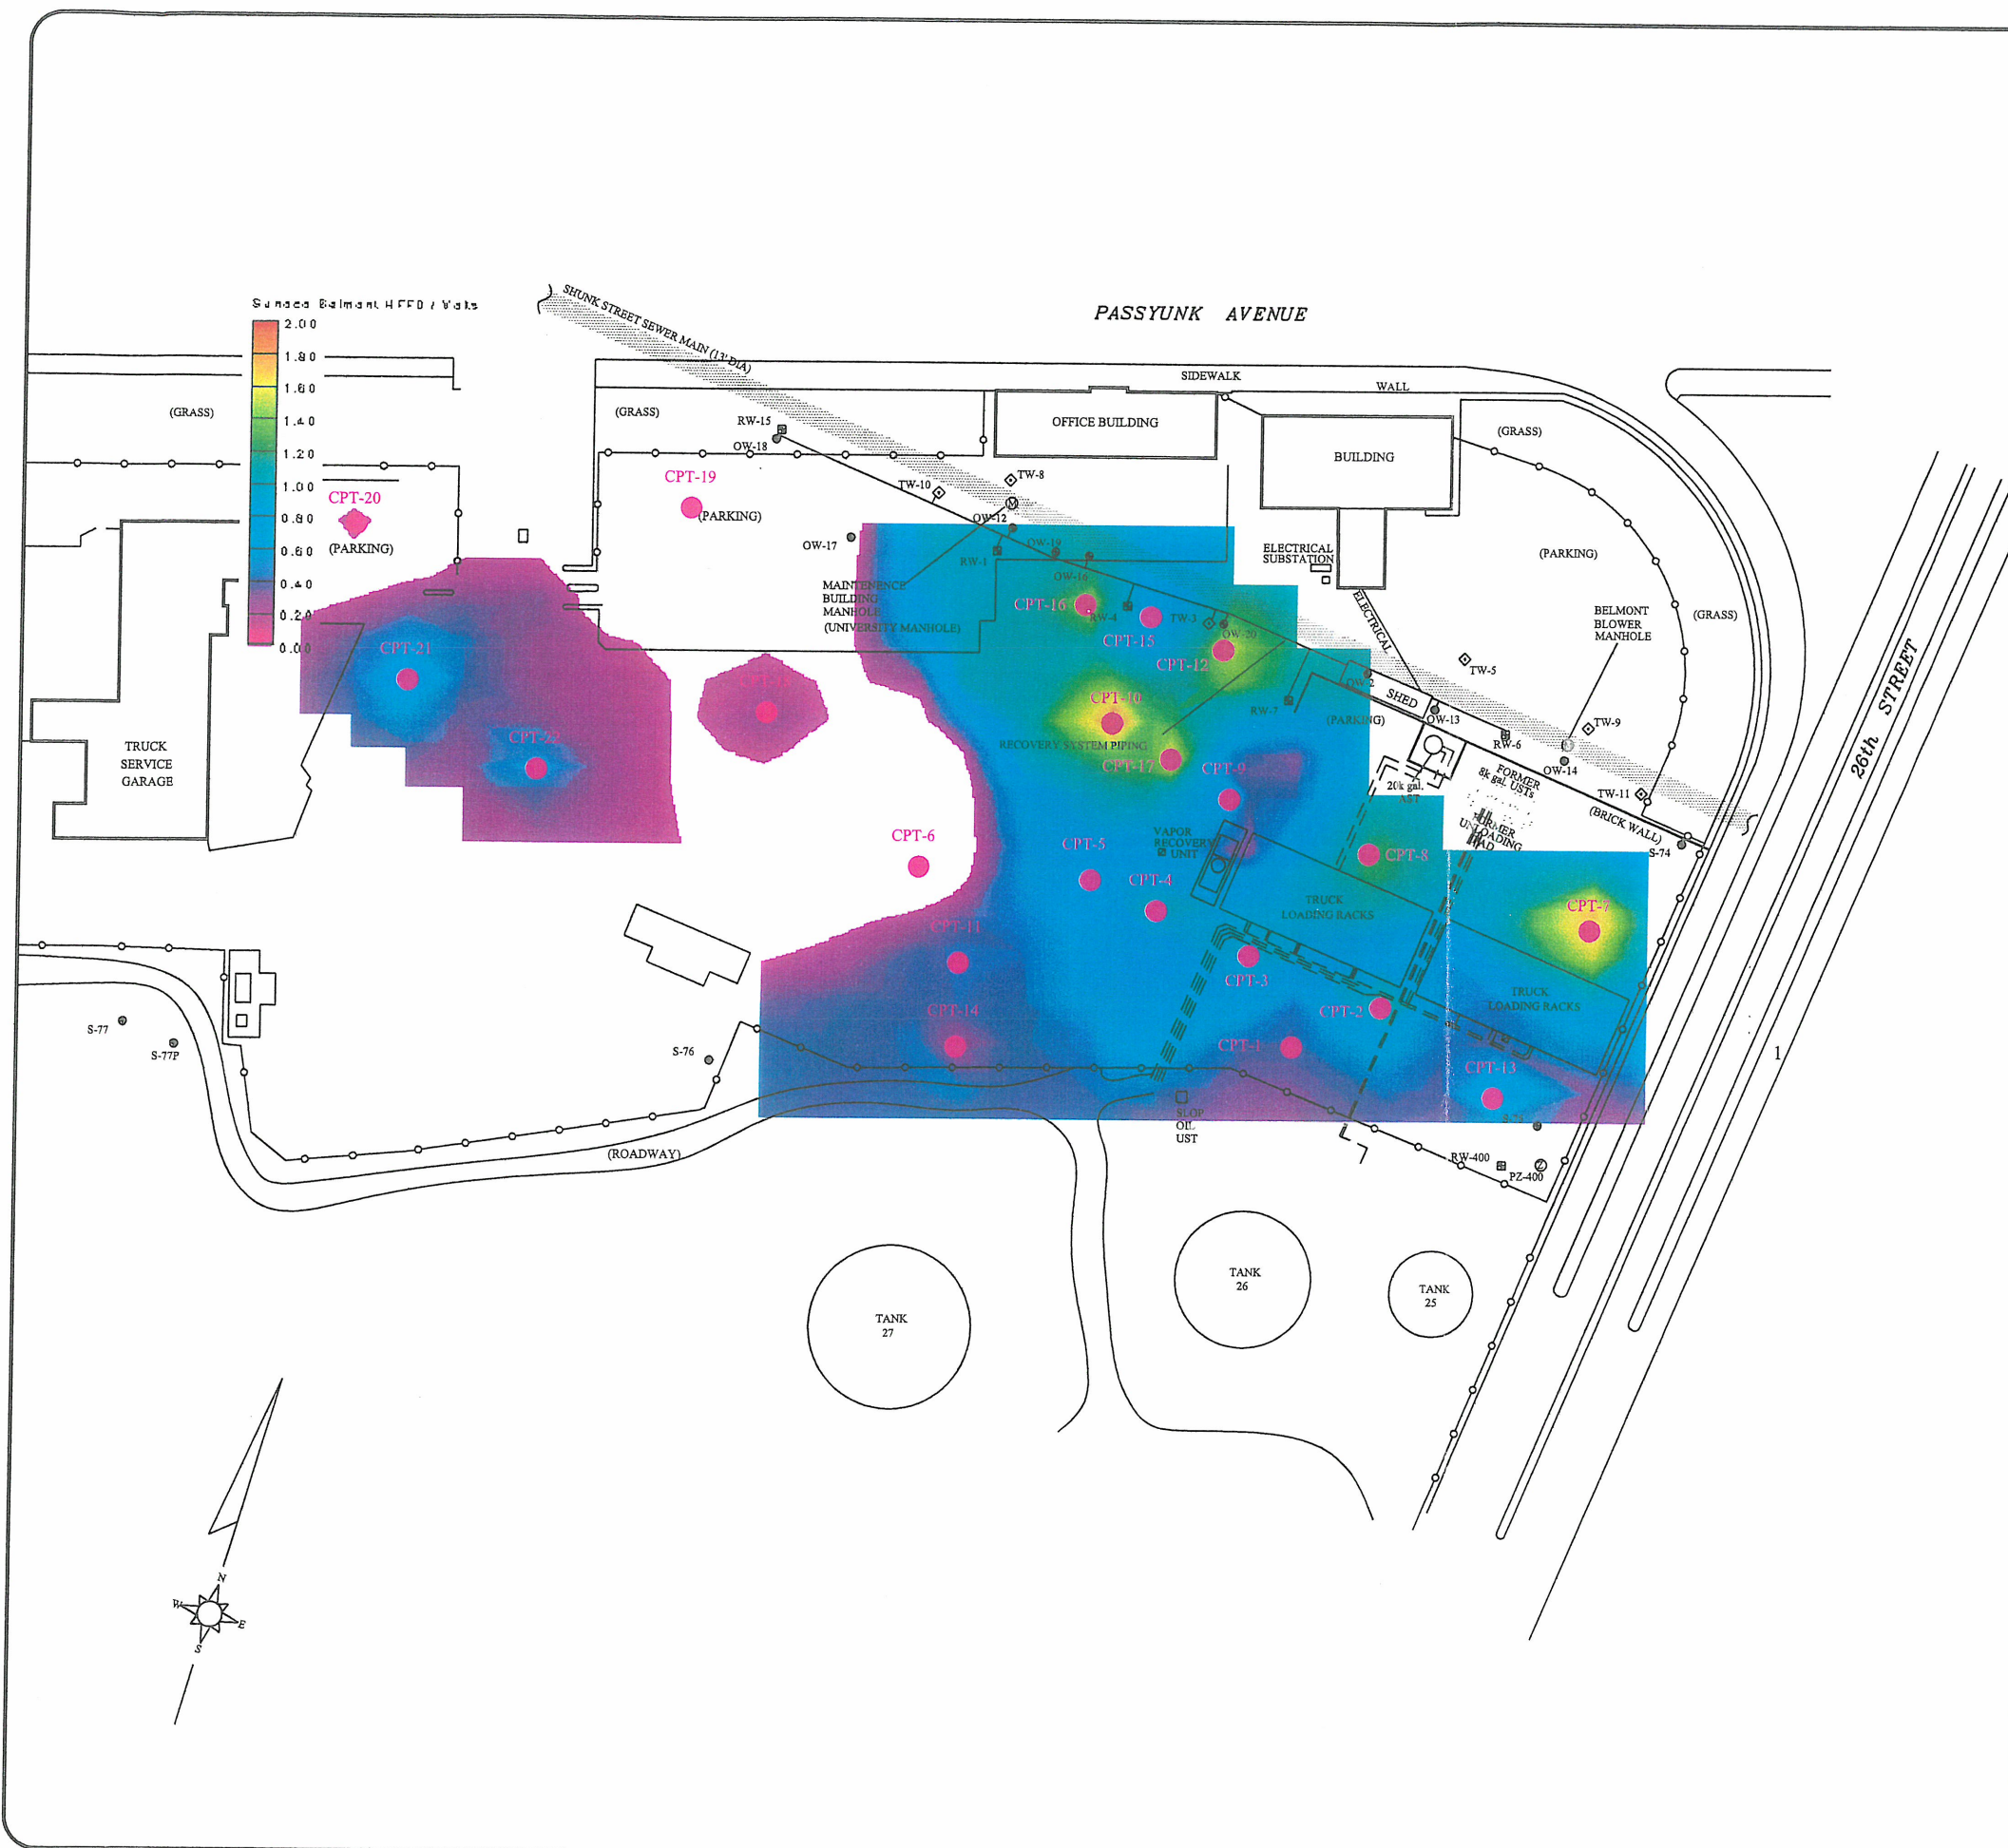 PASSYUNK AVENUE
SHUNK STREET SEWER MAIN (13' DIA)
2.00
1.80
1.60
1.40
1.20
1.00
0.80
0.60
0.40
0.20
0.00
SIDEWALK
WALL
(GRASS)
(GRASS)
OFFICE BUILDING
BUILDING
(GRASS)
RW-15
OW-18
TW-8
TW-10
CPT-20
(PARKING)
CPT-19
(PARKING)
OW-17
OW-12
M
RW-1
OW-19
OW-16
ELECTRICAL
SUBSTATION
(PARKING)
MAINTENENCE
BUILDING
MANHOLE
(UNIVERSITY MANHOLE)
CPT-16
RW-4
CPT-15
TW-3
OW-20
CPT-12
ELECTRICAL
BELMONT
BLOWER
MANHOLE
(GRASS)
CPT-21
TW-5
OW-2
SHED
OW-13
CPT-10
RW-7
(PARKING)
TW-9
RW-6
OW-14
26th STREET
CPT-22
RECOVERY SYSTEM PIPING
CPT-17
CPT-9
20k gal.
AST
FORMER
8k gal. USTs
TW-11
(BRICK WALL)
TRUCK
SERVICE
GARAGE
CPT-6
CPT-5
VAPOR
RECOVERY
UNIT
CPT-8
FORMER
UNLOADING
S-74
CPT-4
TRUCK
LOADING RACKS
CPT-7
CPT-11
CPT-3
CPT-14
CPT-2
TRUCK
LOADING RACKS
S-77
S-77P
S-76
CPT-1
CPT-13
1
SLOP
OIL
UST
(ROADWAY)
RW-400
PZ-400
TANK
27
TANK
26
TANK
25
N
W
E
S